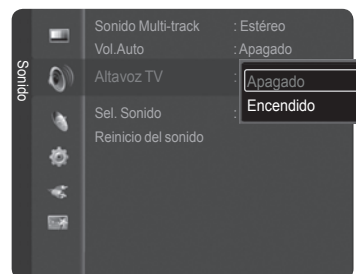 Sonido
Sonido Multi-track : Estéreo
Vol.Auto : Apagado
Altavoz TV :
Apagado
Encendido
Sel. Sonido :
Reinicio del sonido